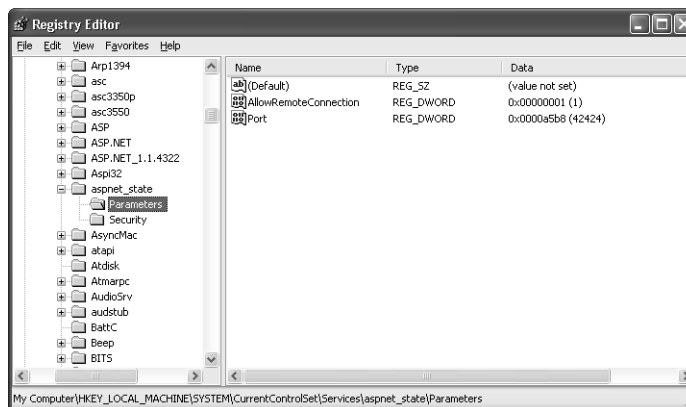 Registry Editor
File Edit View Favorites Help
Arp1394
asc
asc3350p
asc3550
ASP
ASP.NET
ASP.NET_1.1.4322
Aspi32
aspnet_state
Parameters
Security
AsyncMac
atapi
Atdisk
Atmarpc
AudioSrv
audstub
BattC
Beep
BITS
Name Type Data
(Default) REG_SZ (value not set)
AllowRemoteConnection REG_DWORD 0x00000001 (1)
Port REG_DWORD 0x0000a5b8 (42424)
My Computer\HKEY_LOCAL_MACHINE\SYSTEM\CurrentControlSet\Services\aspnet_state\Parameters